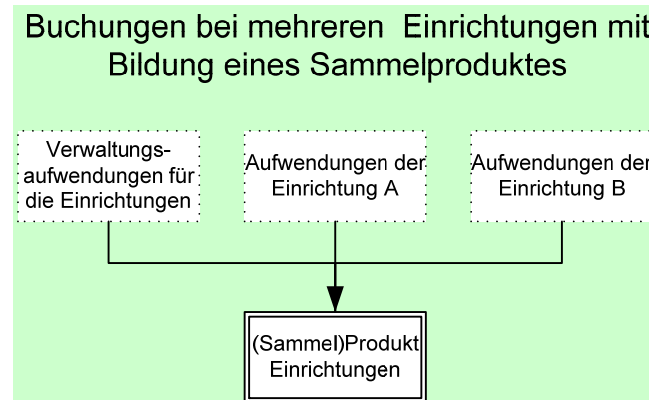 Buchungen bei mehreren Einrichtungen mit
Bildung eines Sammelproduktes
Verwaltungs-
aufwendungen für
die Einrichtungen
Aufwendungen der
Einrichtung A
Aufwendungen der
Einrichtung B
(Sammel)Produkt
Einrichtungen